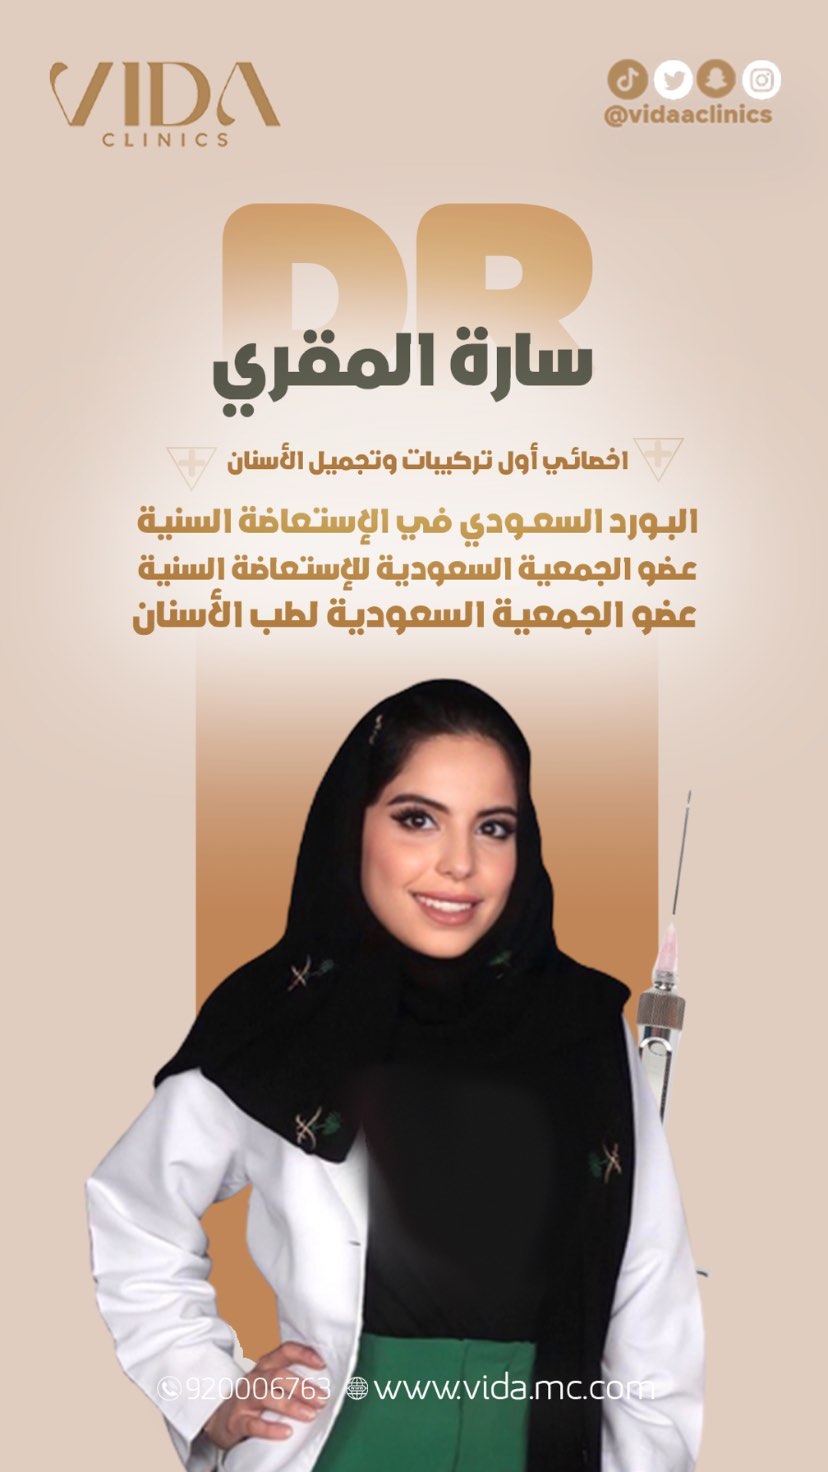 VIDA
CLINICS
@vidaaclinics
DR
سارة المقري
اخصائي أول تركيبات وتجميل الأسنان
البورد السعودي في الإستعاضة السنية
عضو الجمعية السعودية للإستعاضة السنية
عضو الجمعية السعودية لطب الأسنان
920006763 www.vida.mc.com